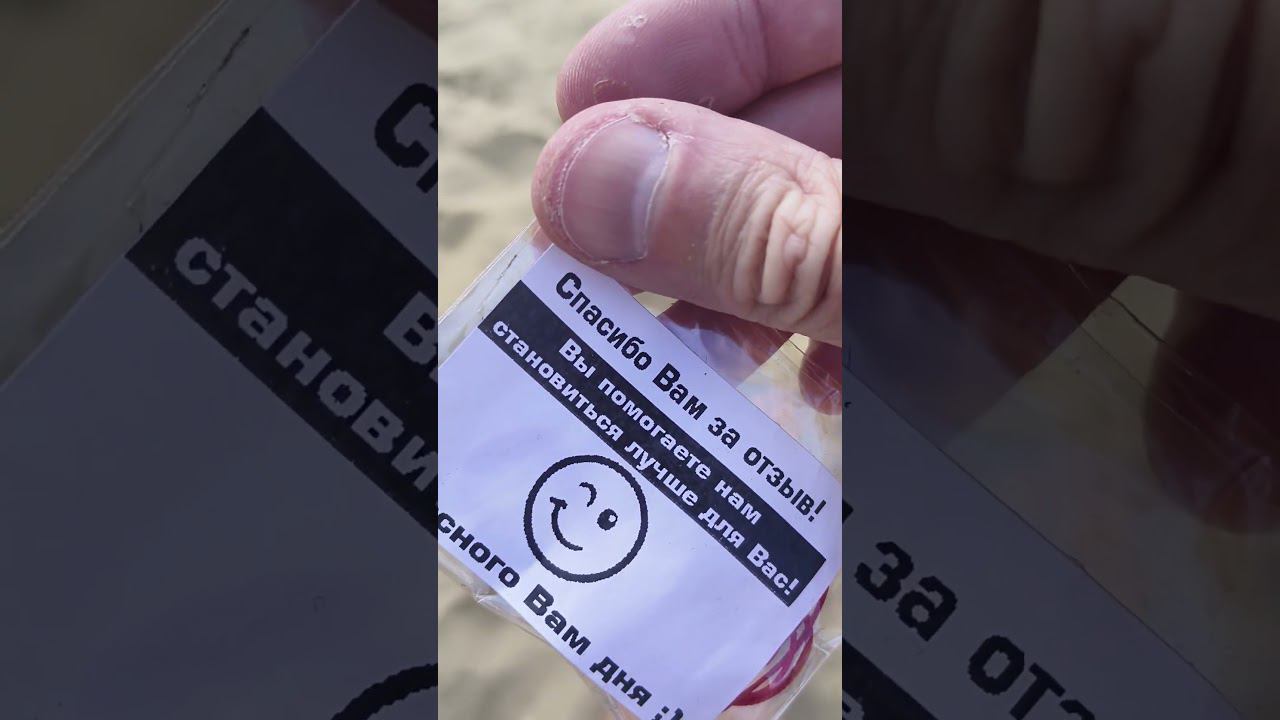 Спасибо Вам за отзыв!
Вы помогаете нам
становиться лучше для Вас!
сного Вам дня ;)